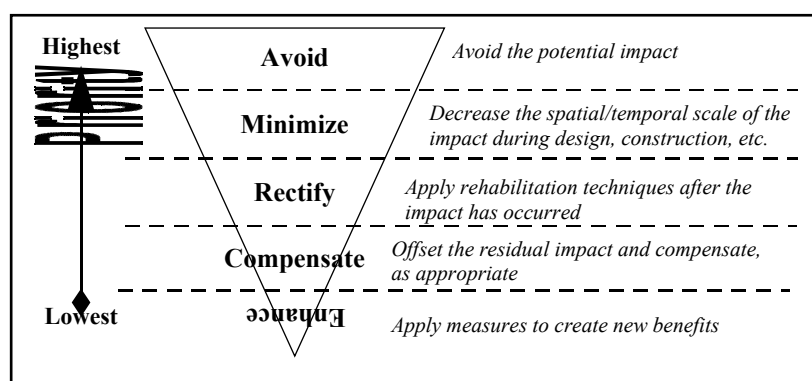 Highest
Avoid
Avoid the potential impact
Minimize
Decrease the spatial/temporal scale of the
impact during design, construction, etc.
Rectify
Apply rehabilitation techniques after the
impact has occurred
Compensate
Offset the residual impact and compensate,
as appropriate
Lowest
Enhance
Apply measures to create new benefits